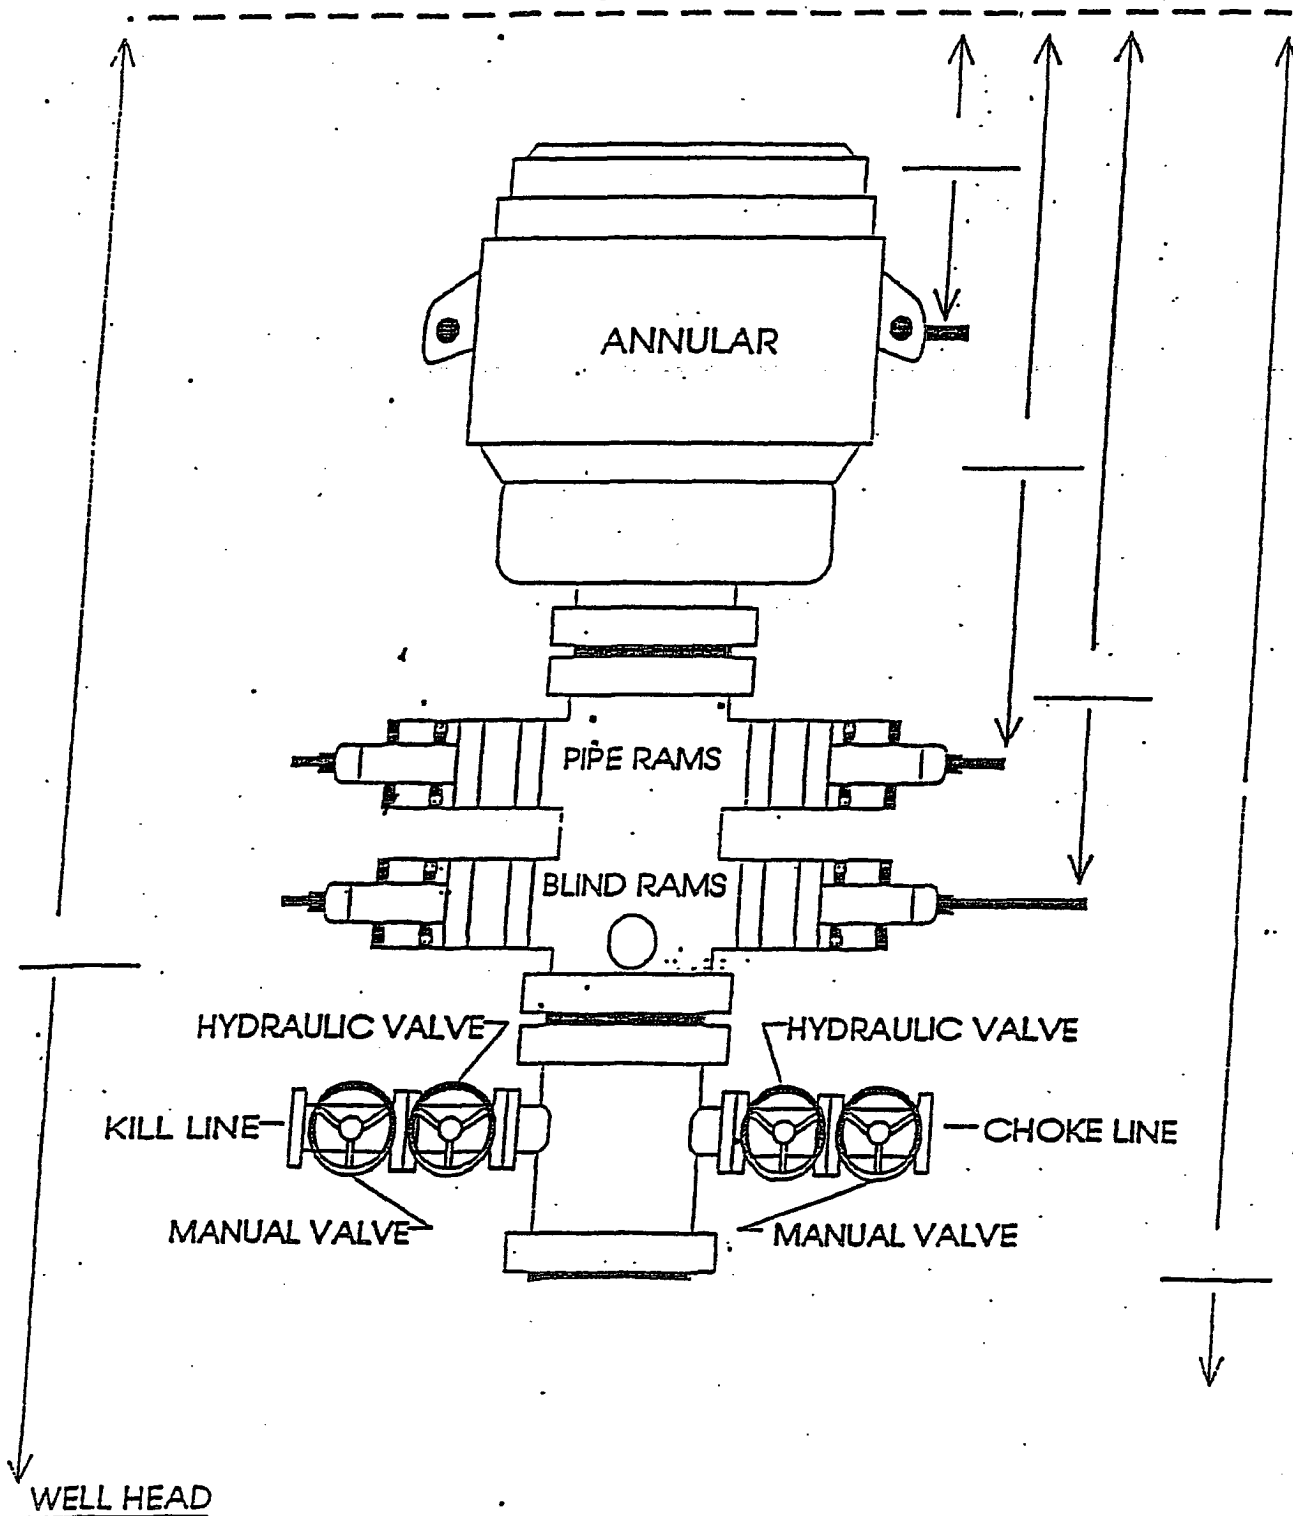 ANNULAR
PIPE RAMS
BLIND RAMS
HYDRAULIC VALVE
HYDRAULIC VALVE
KILL LINE
CHOKE LINE
MANUAL VALVE
MANUAL VALVE
WELL HEAD